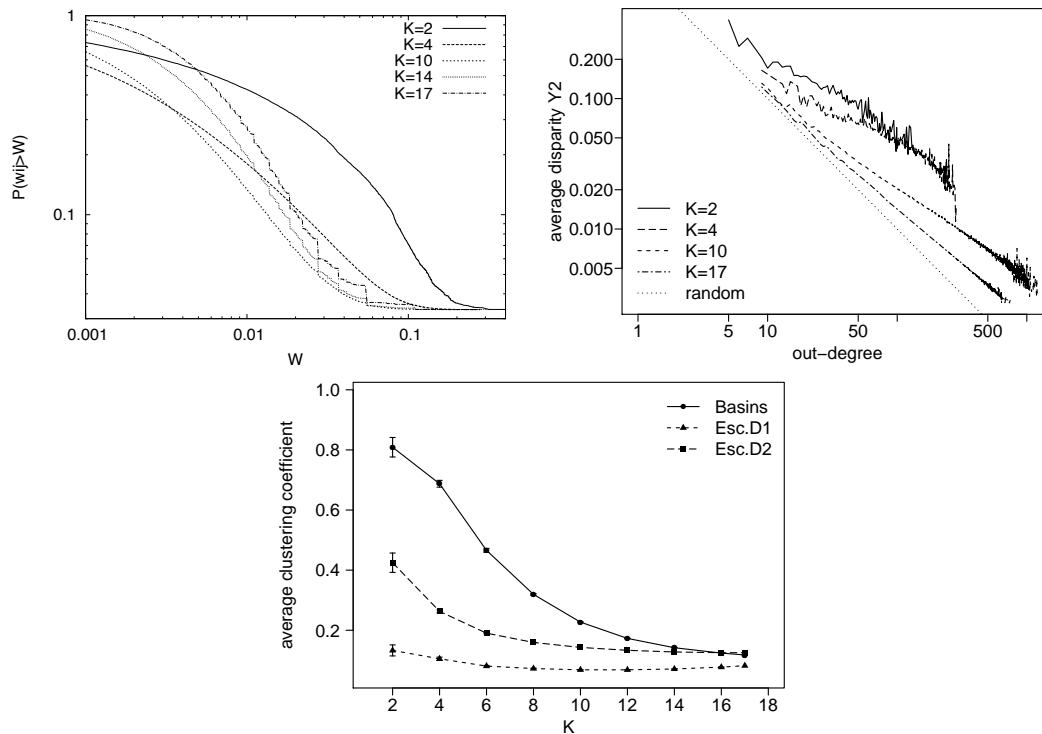 1
0.1
P(wij>W)
0.001
0.01
0.1
W
K=2
K=4
K=10
K=14
K=17
0.200
0.100
0.050
0.020
0.010
0.005
average disparity Y2
K=2
K=4
K=10
K=17
random
1
5
10
50
500
out−degree
1.0
0.8
0.6
0.4
0.2
average clustering coefficient
Basins
Esc.D1
Esc.D2
2
4
6
8
10
12
14
16
18
K